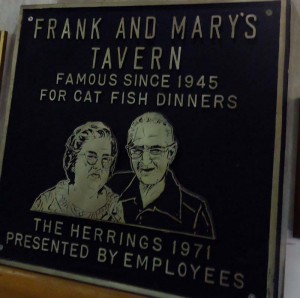 FRANK AND MARY'S
TAVERN
FAMOUS SINCE 1945
FOR CAT FISH DINNERS
THE HERRINGS 1971
PRESENTED BY EMPLOYEES